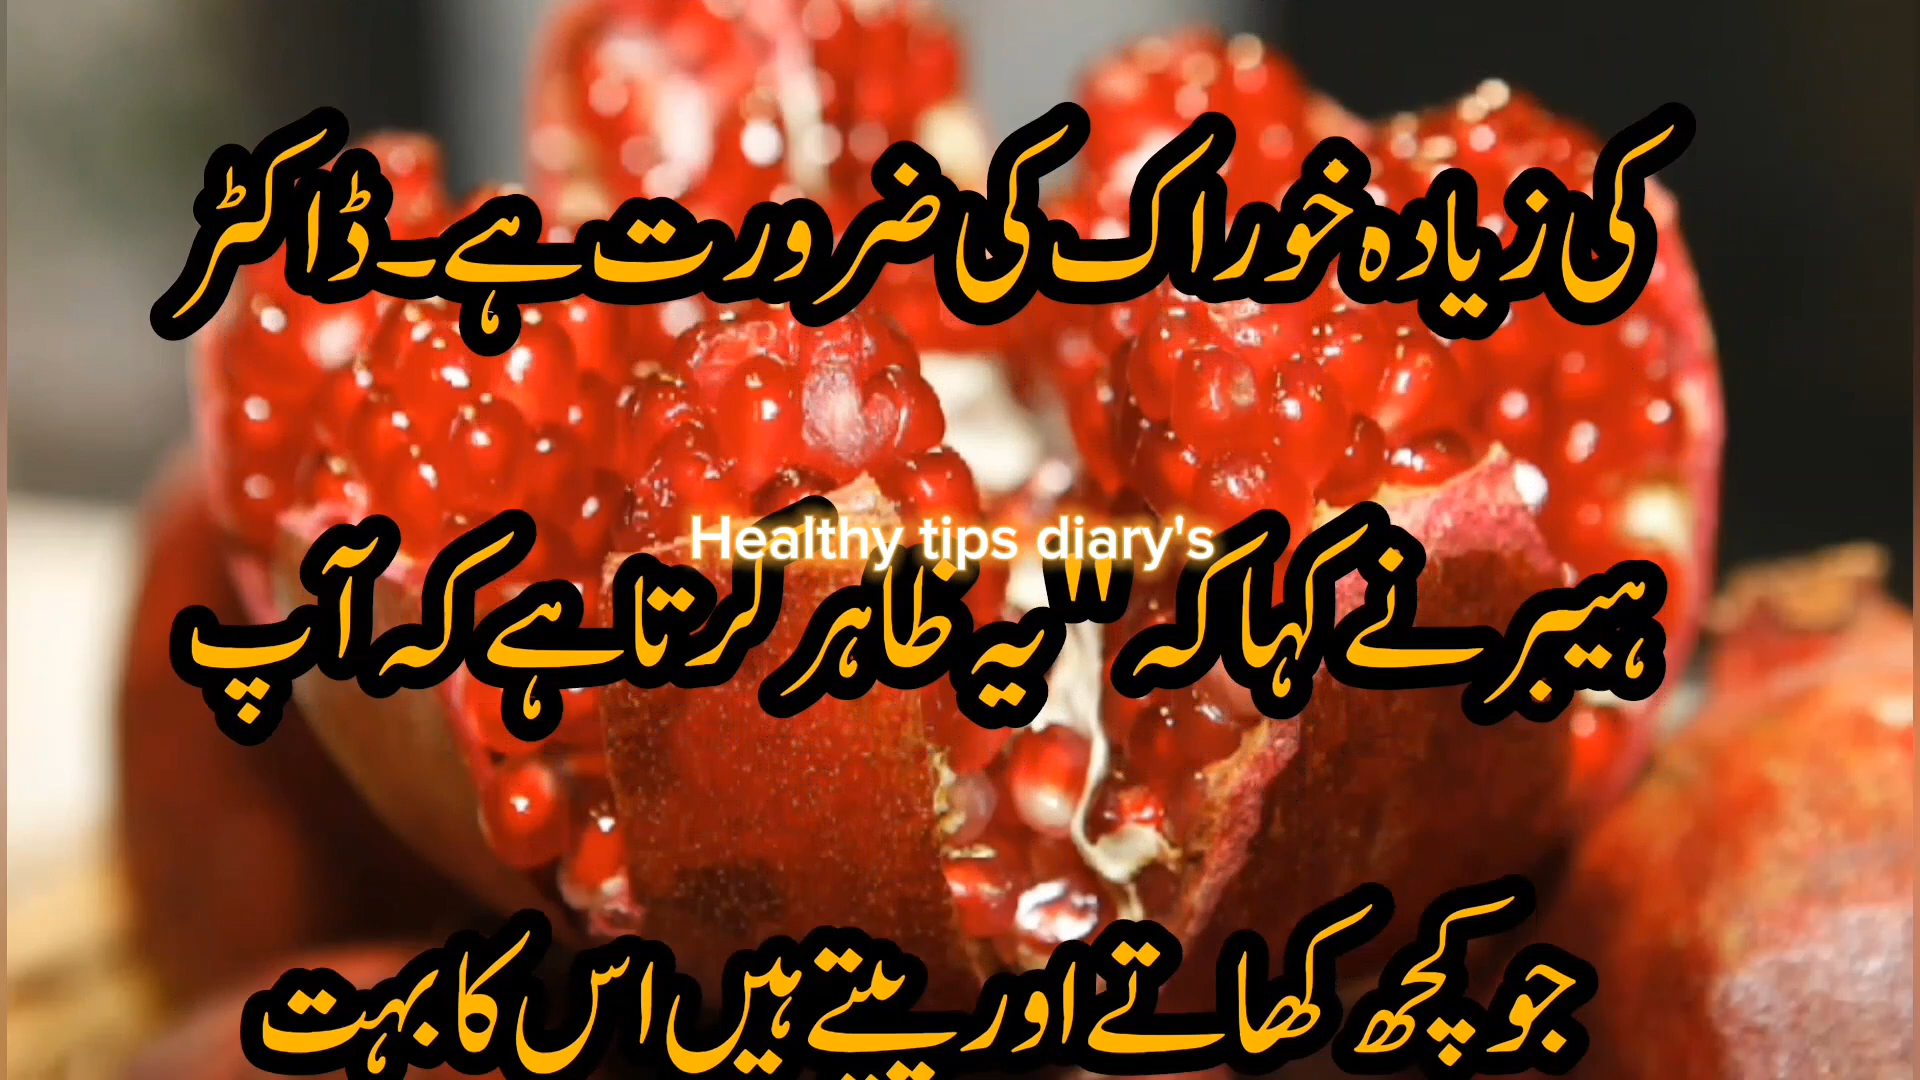 کی زیادہ خوراک کی ضرورت ہے۔ ڈاکٹر
Healthy tips diary's
ہیبر نے کہا کہ "یہ ظاہر کرتا ہے کہ آپ
جو کچھ کھاتے اور پیتے ہیں اس کا بہت